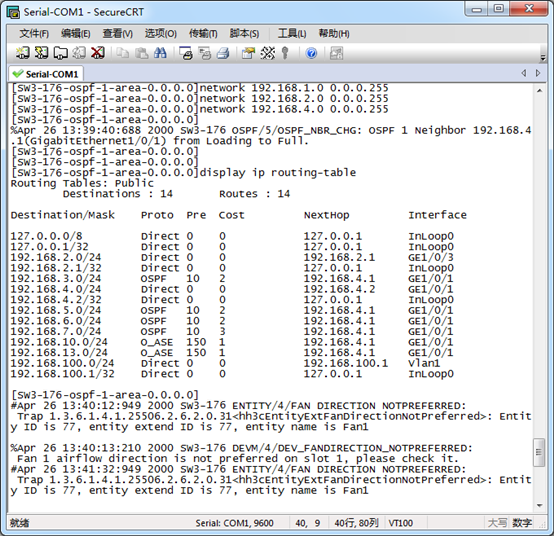 Serial-COM1 - SecureCRT
文件(F) 编辑(E) 查看(V) 选项(O) 传输(T) 脚本(S) 工具(L) 帮助(H)
Serial-COM1
[SW3-176-ospf-1-area-0.0.0.0]network 192.168.1.0 0.0.0.255
[SW3-176-ospf-1-area-0.0.0.0]network 192.168.2.0 0.0.0.255
[SW3-176-ospf-1-area-0.0.0.0]network 192.168.4.0 0.0.0.255
[SW3-176-ospf-1-area-0.0.0.0]
%Apr 26 13:39:40:688 2000 SW3-176 OSPF/5/OSPF_NBR_CHG: OSPF 1 Neighbor 192.168.4
.1(GigabitEthernet1/0/1) from Loading to Full.
[SW3-176-ospf-1-area-0.0.0.0]
[SW3-176-ospf-1-area-0.0.0.0]
[SW3-176-ospf-1-area-0.0.0.0]display ip routing-table
Routing Tables: Public
Destinations : 14 Routes : 14
Destination/Mask Proto Pre Cost NextHop Interface
127.0.0.0/8 Direct 0 0 127.0.0.1 InLoop0
127.0.0.1/32 Direct 0 0 127.0.0.1 InLoop0
192.168.2.0/24 Direct 0 0 192.168.2.1 GE1/0/3
192.168.2.1/32 Direct 0 0 127.0.0.1 InLoop0
192.168.3.0/24 OSPF 10 2 192.168.4.1 GE1/0/1
192.168.4.0/24 Direct 0 0 192.168.4.2 GE1/0/1
192.168.4.2/32 Direct 0 0 127.0.0.1 InLoop0
192.168.5.0/24 OSPF 10 2 192.168.4.1 GE1/0/1
192.168.6.0/24 OSPF 10 2 192.168.4.1 GE1/0/1
192.168.7.0/24 OSPF 10 3 192.168.4.1 GE1/0/1
192.168.10.0/24 O_ASE 150 1 192.168.4.1 GE1/0/1
192.168.13.0/24 O_ASE 150 1 192.168.4.1 GE1/0/1
192.168.100.0/24 Direct 0 0 192.168.100.1 Vlan1
192.168.100.1/32 Direct 0 0 127.0.0.1 InLoop0
[SW3-176-ospf-1-area-0.0.0.0]
#Apr 26 13:40:12:949 2000 SW3-176 ENTITY/4/FAN DIRECTION NOTPREFERRED:
Trap 1.3.6.1.4.1.25506.2.6.2.0.31<hh3cEntityExtFanDirectionNotPreferred>: Entit
y ID is 77, entity extend ID is 77, entity name is Fan1
%Apr 26 13:40:13:210 2000 SW3-176 DEVM/4/DEV_FANDIRECTION_NOTPREFERRED:
Fan 1 airflow direction is not preferred on slot 1, please check it.
#Apr 26 13:41:32:949 2000 SW3-176 ENTITY/4/FAN DIRECTION NOTPREFERRED:
Trap 1.3.6.1.4.1.25506.2.6.2.0.31<hh3cEntityExtFanDirectionNotPreferred>: Entit
y ID is 77, entity extend ID is 77, entity name is Fan1
就绪 Serial: COM1, 9600 40, 9 40行, 80列 VT100 大写 数字